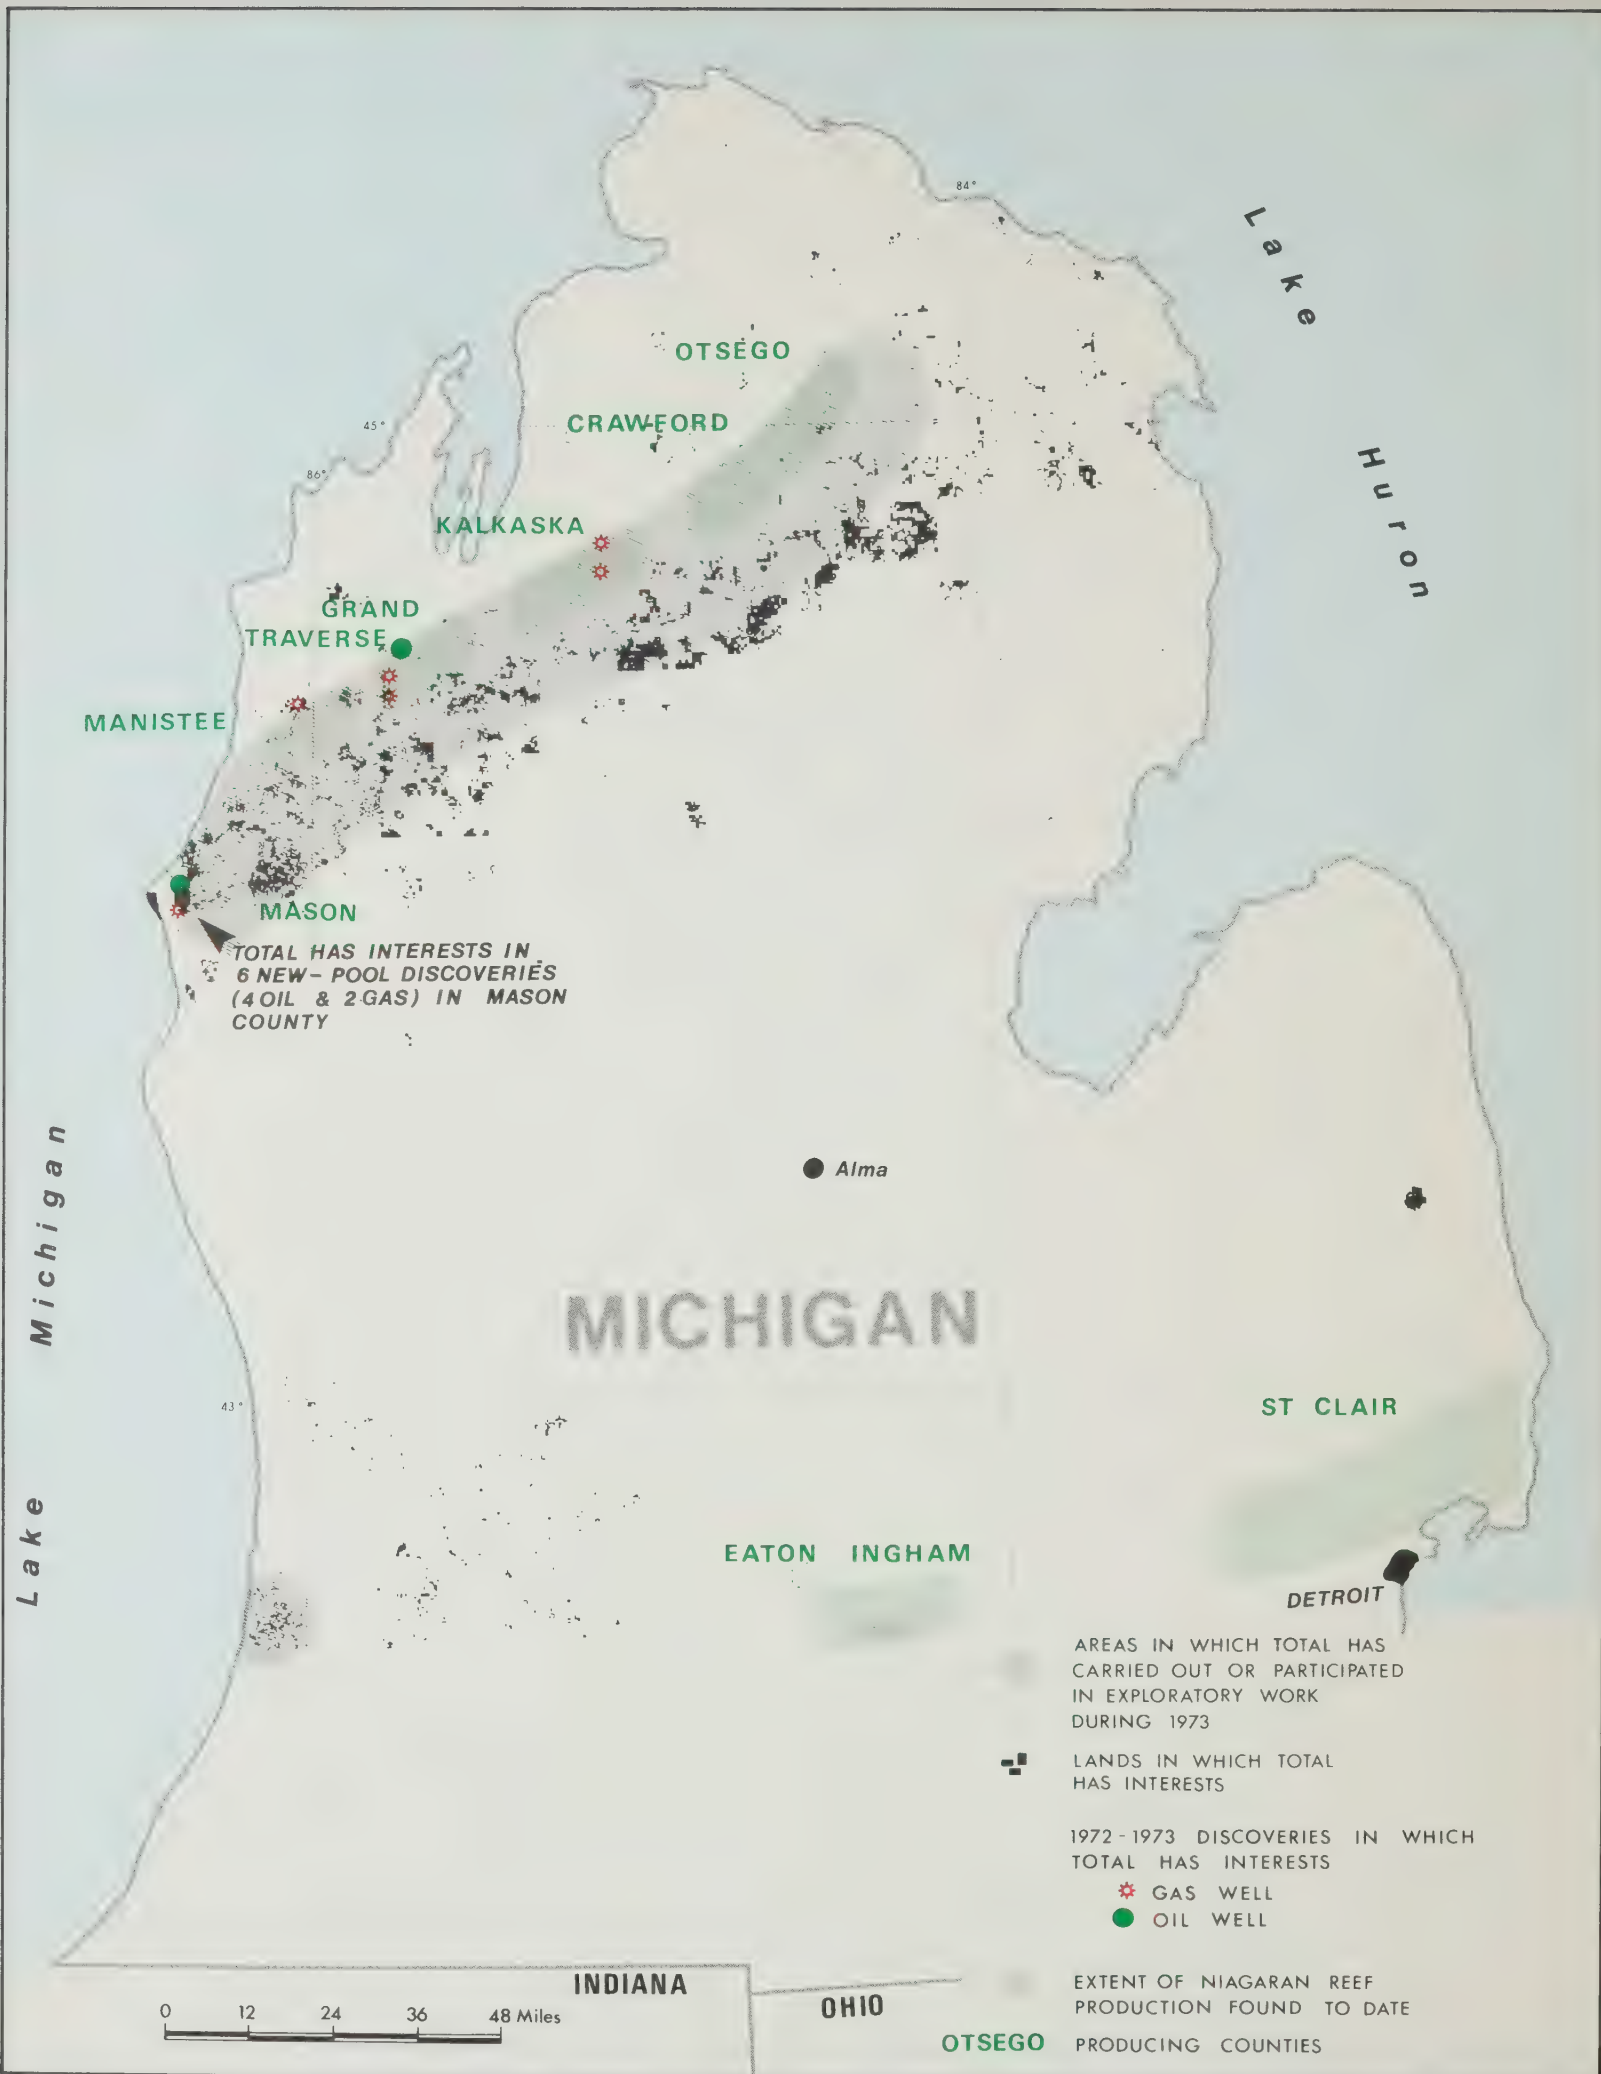 84°
Lake
Huron
OTSEGO
CRAWFORD
45°
86°
KALKASKA
GRAND
TRAVERSE
MANISTEE
MASON
TOTAL HAS INTERESTS IN
6 NEW-POOL DISCOVERIES
(4 OIL & 2 GAS) IN MASON
COUNTY
Lake Michigan
Alma
MICHIGAN
43°
ST CLAIR
EATON INGHAM
DETROIT
AREAS IN WHICH TOTAL HAS
CARRIED OUT OR PARTICIPATED
IN EXPLORATORY WORK
DURING 1973
LANDS IN WHICH TOTAL
HAS INTERESTS
1972-1973 DISCOVERIES IN WHICH
TOTAL HAS INTERESTS
GAS WELL
OIL WELL
INDIANA
OHIO
0 12 24 36 48 Miles
EXTENT OF NIAGARAN REEF
PRODUCTION FOUND TO DATE
OTSEGO PRODUCING COUNTIES